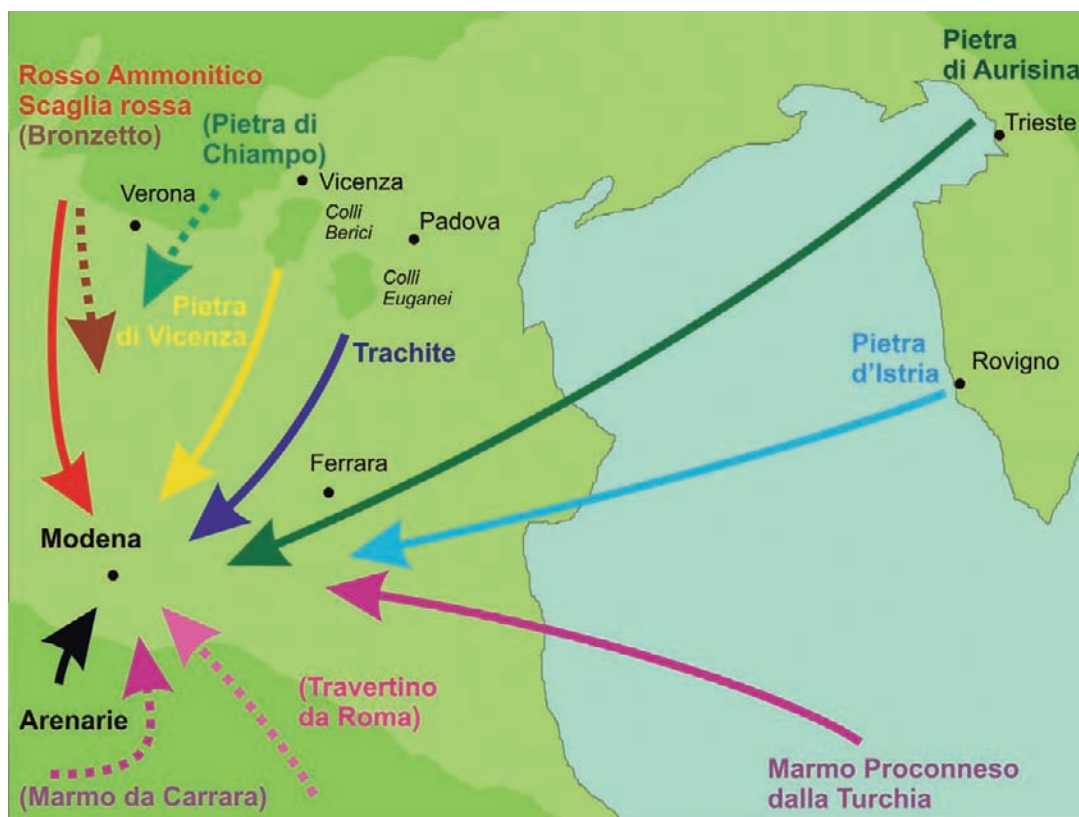 Pietra
di Aurisina
Trieste
Rosso Ammonitico
Scaglia rossa
(Bronzetto)
(Pietra di
Chiampo)
Verona
Vicenza
Colli
Berici
Padova
Colli
Euganei
Pietra
di Vicenza
Trachite
Pietra
d'Istria
Rovigno
Ferrara
Modena
Arenarie
(Marmo da Carrara)
(Travertino
da Roma)
Marmo Proconneso
dalla Turchia